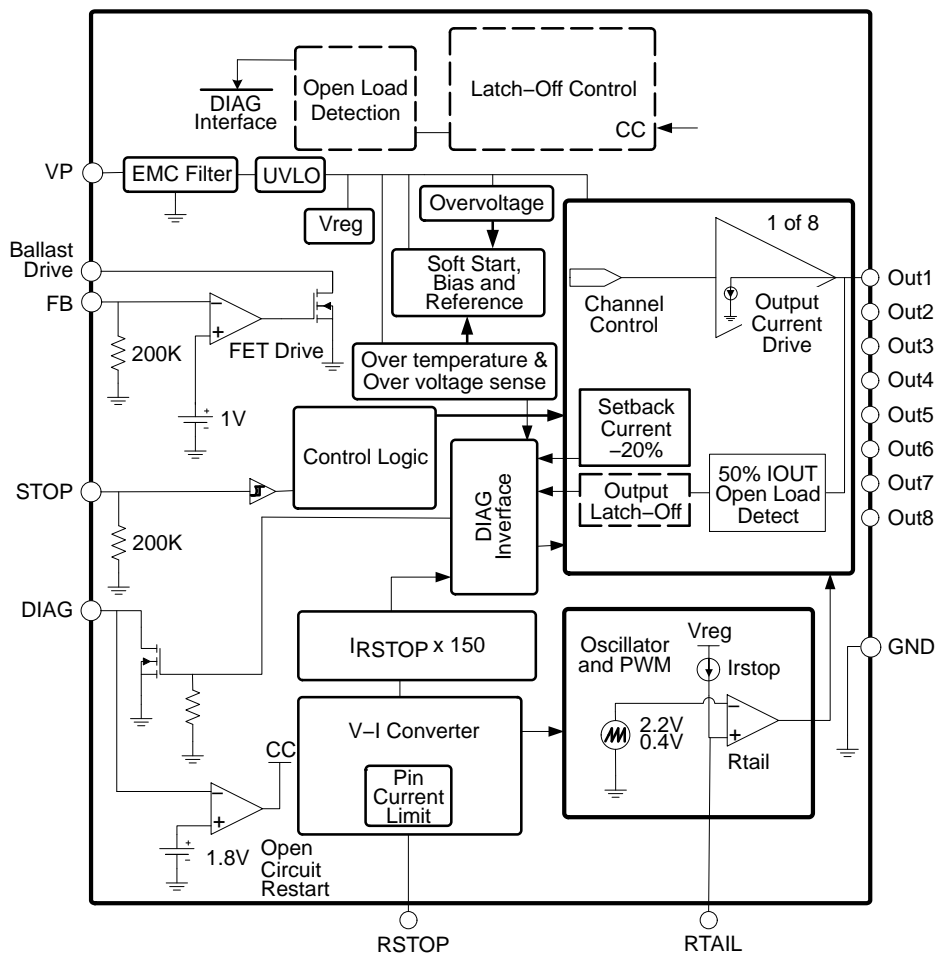 Open Load
Detection
Latch–Off Control
CC
DIAG
Interface
VP
EMC Filter
UVLO
Vreg
Overvoltage
Soft Start,
Bias and
Reference
Over temperature &
Over voltage sense
Ballast
Drive
FB
200K
FET Drive
1V
1 of 8
Channel
Control
Output
Current
Drive
Out1
Out2
Out3
Out4
Out5
Out6
Out7
Out8
Setback
Current
–20%
Output
Latch–Off
50% IOUT
Open Load
Detect
Control Logic
DIAG
Inverface
STOP
200K
DIAG
IRSTOP x 150
V–I Converter
Pin
Current
Limit
CC
1.8V
Open
Circuit
Restart
Oscillator
and PWM
Vreg
Irstop
2.2V
0.4V
Rtail
GND
RSTOP
RTAIL